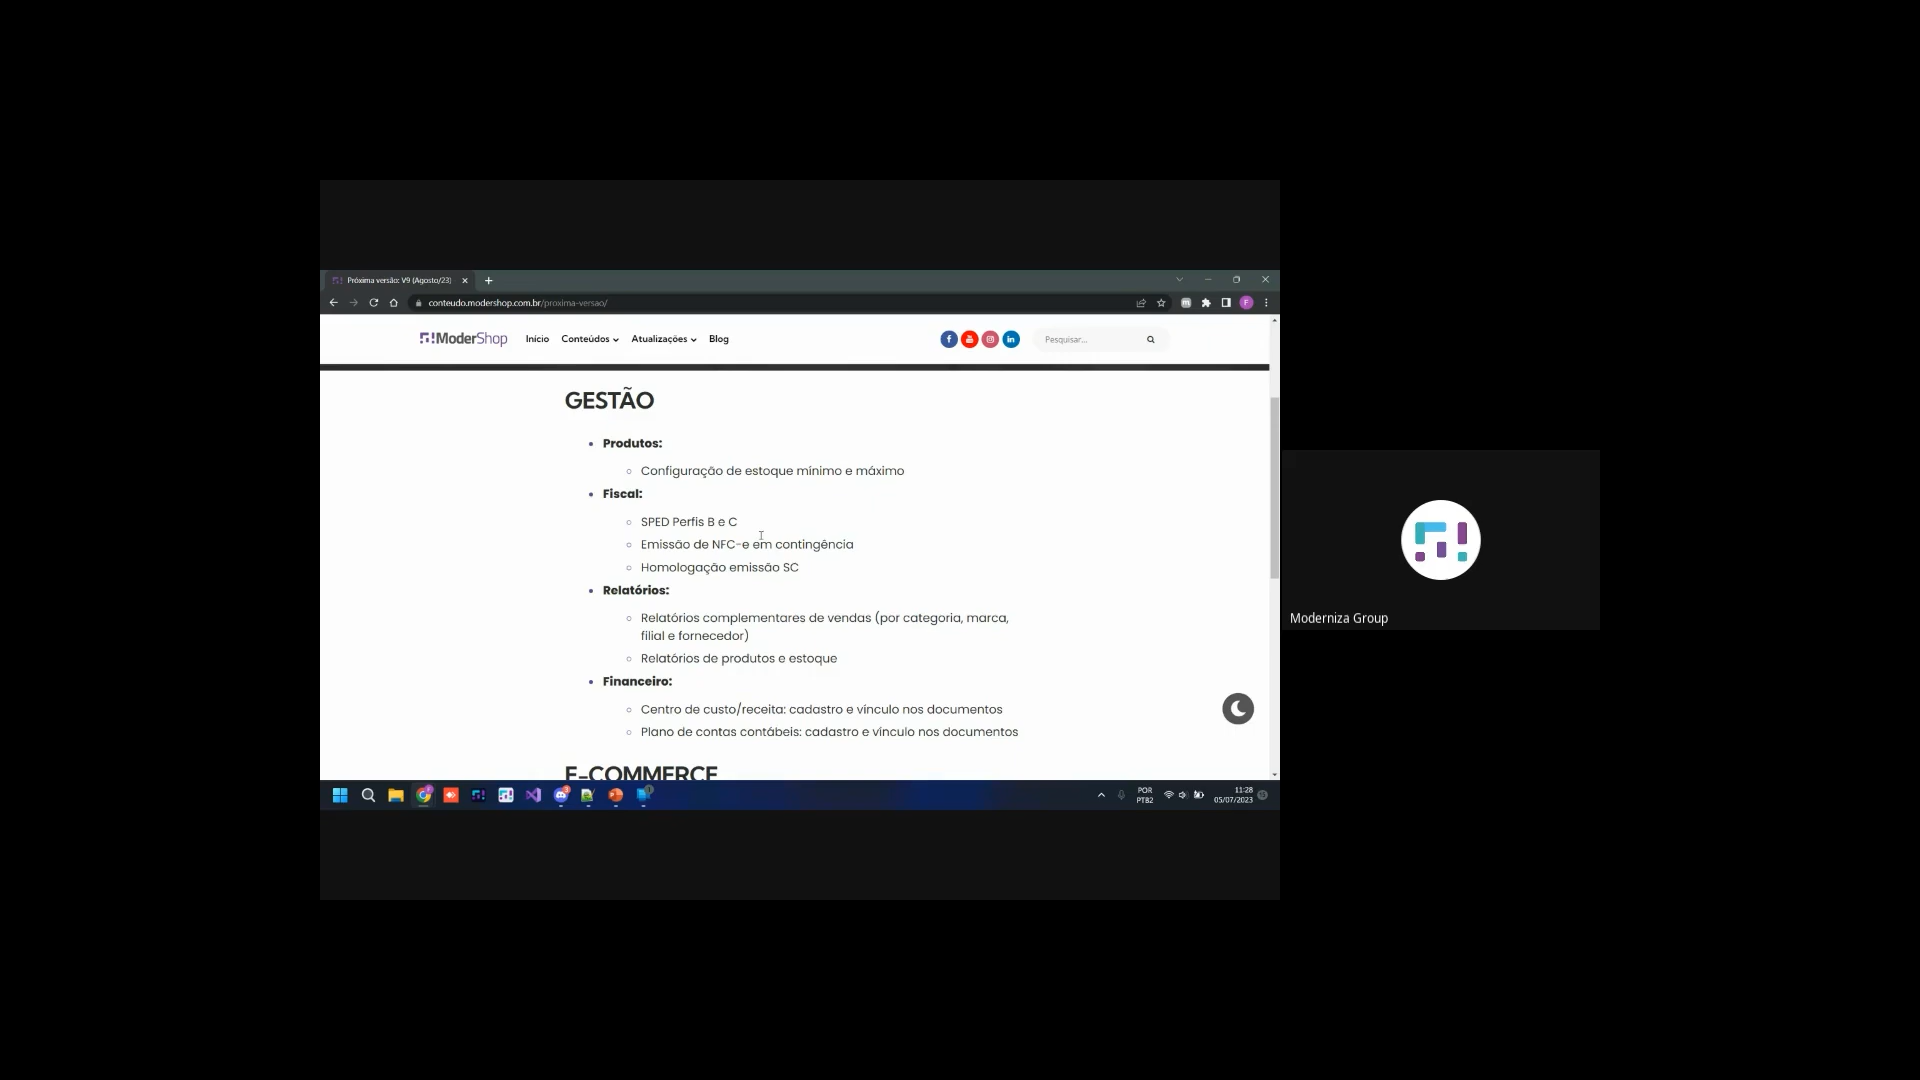 Próxima versão: V9 (Agosto/23)
conteudo.modershop.com.br/proxima-versao/
ModerShop Início Conteúdos Atualizações Blog Pesquisar...
GESTÃO
Produtos:
Configuração de estoque mínimo e máximo
Fiscal:
SPED Perfis B e C
Emissão de NFC-e em contingência
Homologação emissão SC
Relatórios:
Relatórios complementares de vendas (por categoria, marca,
filial e fornecedor)
Relatórios de produtos e estoque
Financeiro:
Centro de custo/receita: cadastro e vínculo nos documentos
Plano de contas contábeis: cadastro e vínculo nos documentos
E-COMMERCE
POR
PTB2
11:28
05/07/2023
Moderniza Group